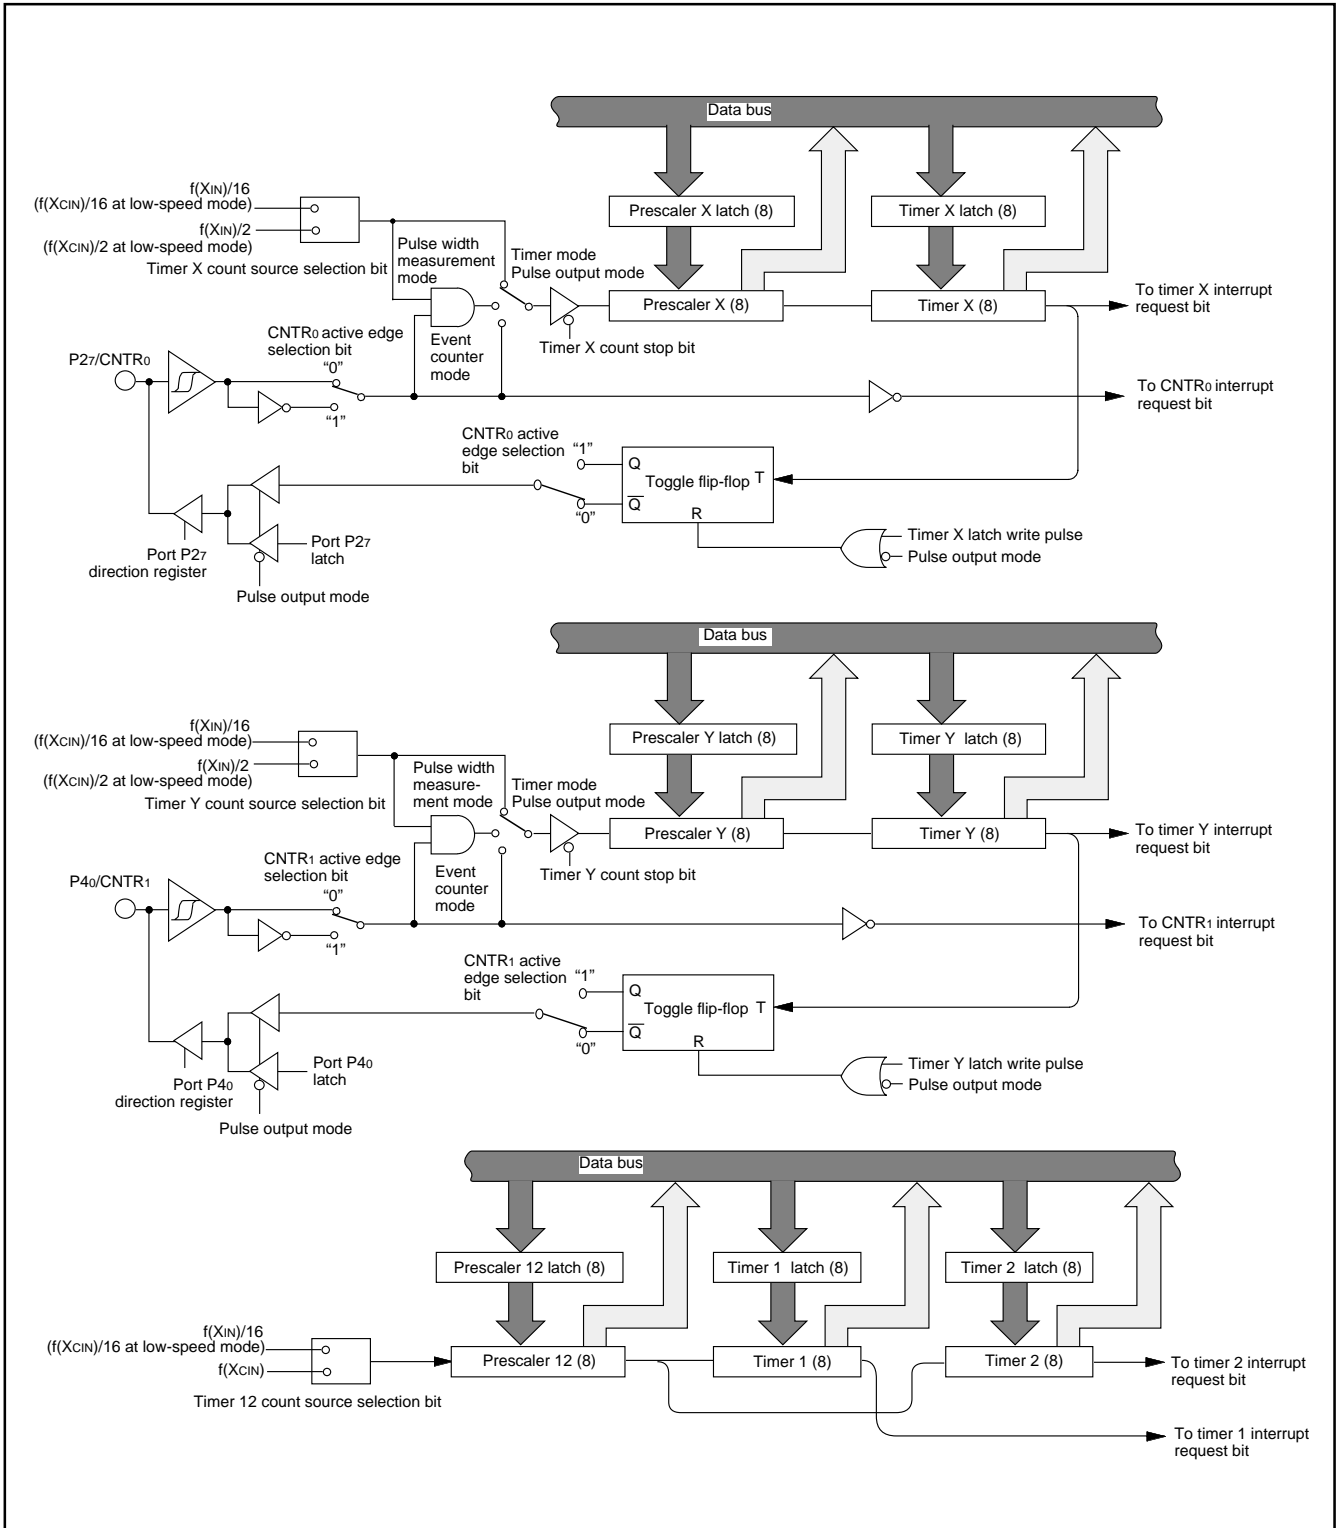 Data bus
f(XIN)/16
(f(XCIN)/16 at low-speed mode)
f(XIN)/2
(f(XCIN)/2 at low-speed mode)
Timer X count source selection bit
Prescaler X latch (8)
Timer X latch (8)
Pulse width
measurement
mode
Timer mode
Pulse output mode
Prescaler X (8)
Timer X (8)
To timer X interrupt
request bit
Timer X count stop bit
Event
counter
mode
CNTR0 active edge
selection bit
“0”
P27/CNTR0
“1”
To CNTR0 interrupt
request bit
CNTR0 active
edge selection
bit
“1”
Q
Toggle flip-flop
T
Q
“0”
R
Port P27
direction register
Port P27
latch
Pulse output mode
Timer X latch write pulse
Pulse output mode
Data bus
f(XIN)/16
(f(XCIN)/16 at low-speed mode)
f(XIN)/2
(f(XCIN)/2 at low-speed mode)
Timer Y count source selection bit
Prescaler Y latch (8)
Timer Y latch (8)
Pulse width
measure-
ment mode
Timer mode
Pulse output mode
Prescaler Y (8)
Timer Y (8)
To timer Y interrupt
request bit
Timer Y count stop bit
Event
counter
mode
CNTR1 active edge
selection bit
“0”
P40/CNTR1
“1”
To CNTR1 interrupt
request bit
CNTR1 active
edge selection
bit
“1”
Q
Toggle flip-flop
T
Q
“0”
R
Port P40
direction register
Port P40
latch
Pulse output mode
Timer Y latch write pulse
Pulse output mode
Data bus
Prescaler 12 latch (8)
Timer 1 latch (8)
Timer 2 latch (8)
f(XIN)/16
(f(XCIN)/16 at low-speed mode)
f(XCIN)
Timer 12 count source selection bit
Prescaler 12 (8)
Timer 1 (8)
Timer 2 (8)
To timer 2 interrupt
request bit
To timer 1 interrupt
request bit